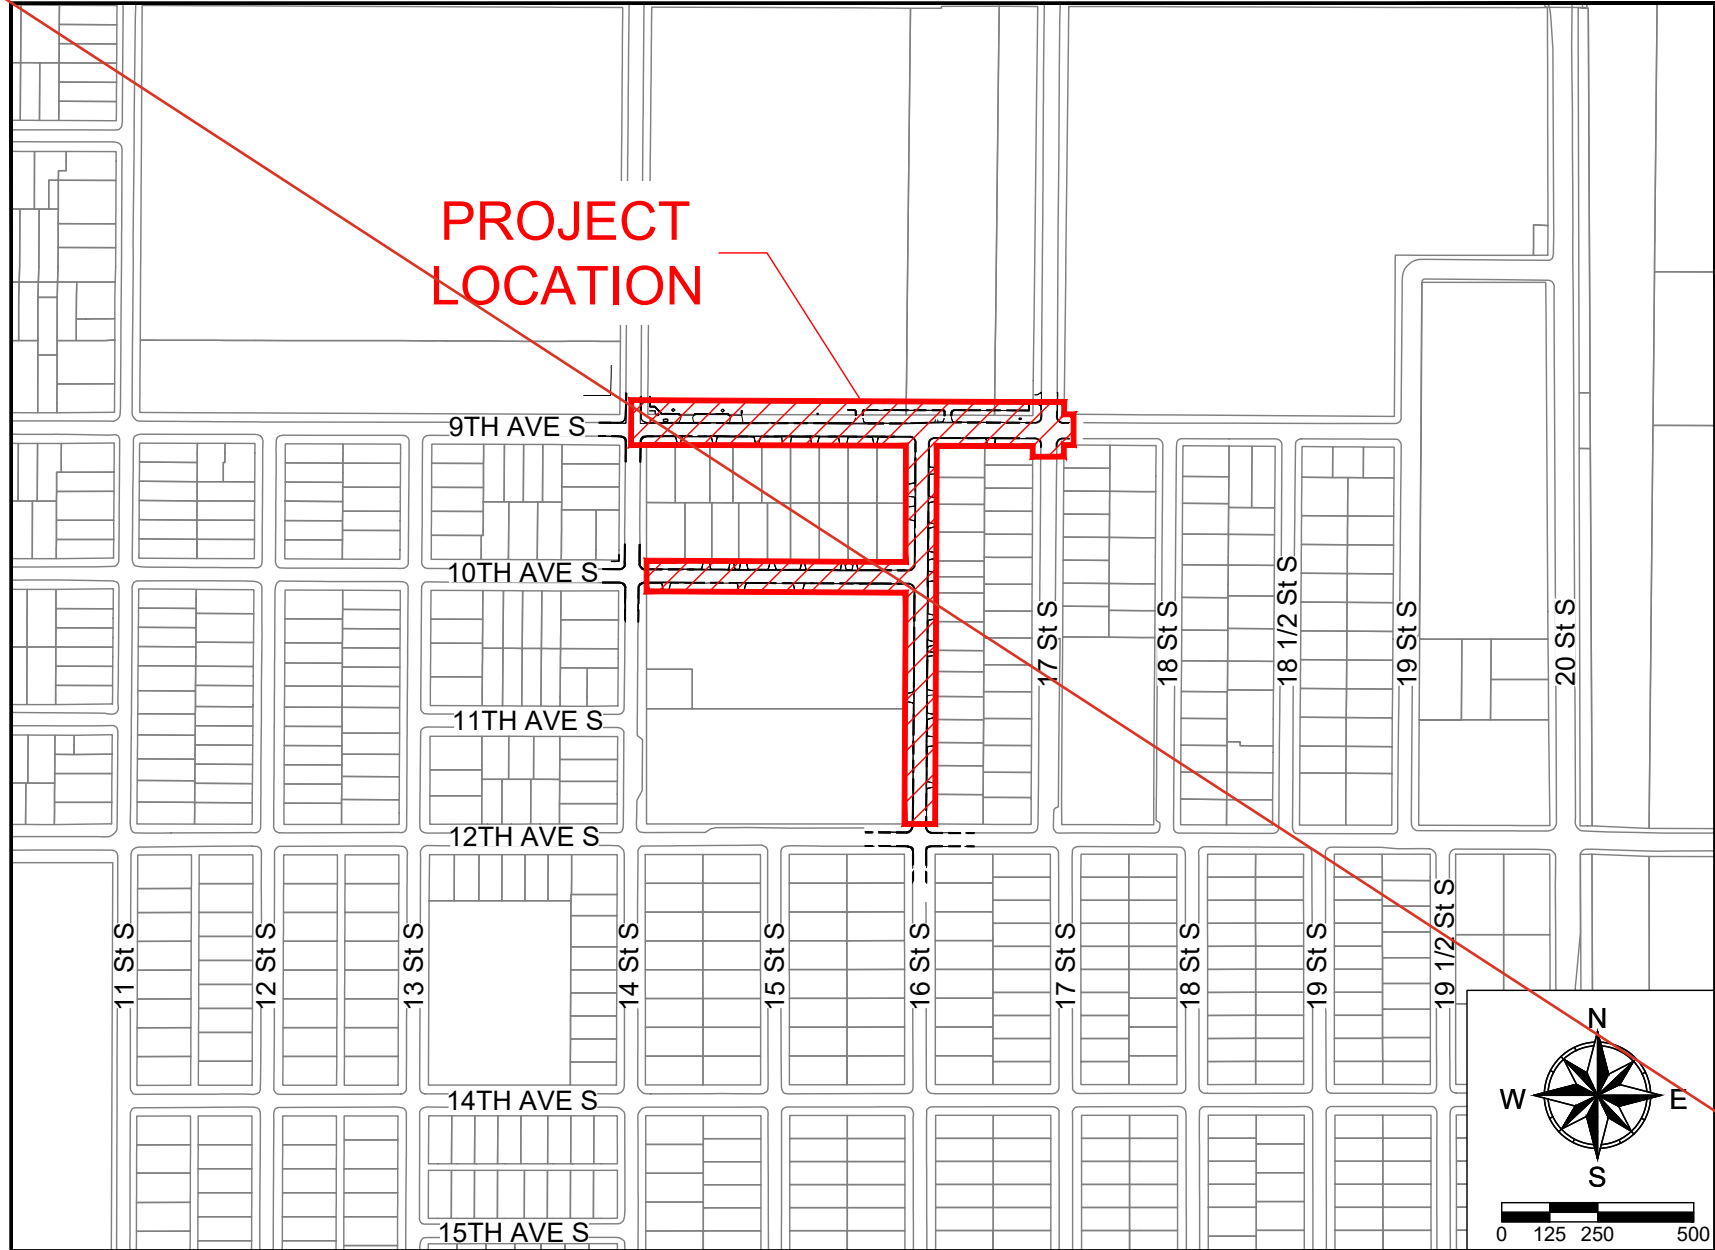 PROJECT
LOCATION
9TH AVE S
10TH AVE S
11TH AVE S
12TH AVE S
14TH AVE S
15TH AVE S
17 St S
18 St S
18 1/2 St S
19 St S
20 St S
11 St S
12 St S
13 St S
14 St S
15 St S
16 St S
17 St S
18 St S
19 St S
19 1/2 St S
N
W
E
S
0 125 250 500